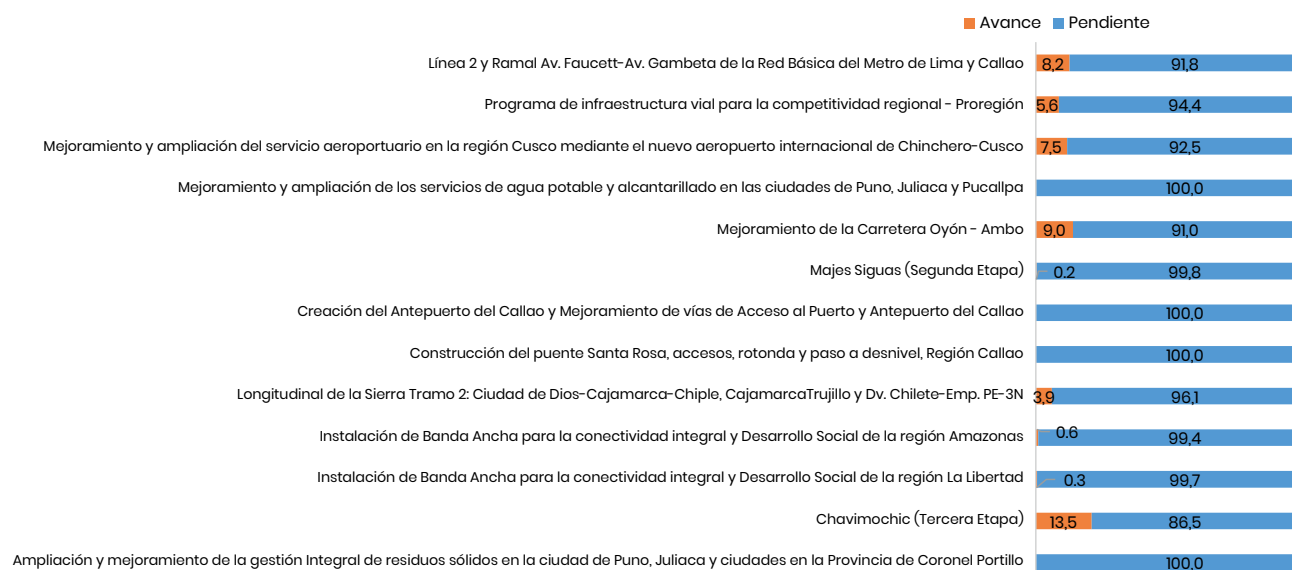 Avance Pendiente
Línea 2 y Ramal Av. Faucett-Av. Gambeta de la Red Básica del Metro de Lima y Callao 8,2 91,8
Programa de infraestructura vial para la competitividad regional - Proregión 5,6 94,4
Mejoramiento y ampliación del servicio aeroportuario en la región Cusco mediante el nuevo aeropuerto internacional de Chinchero-Cusco 7,5 92,5
Mejoramiento y ampliación de los servicios de agua potable y alcantarillado en las ciudades de Puno, Juliaca y Pucallpa 100,0
Mejoramiento de la Carretera Oyón - Ambo 9,0 91,0
Majes Siguas (Segunda Etapa) 0.2 99,8
Creación del Antepuerto del Callao y Mejoramiento de vías de Acceso al Puerto y Antepuerto del Callao 100,0
Construcción del puente Santa Rosa, accesos, rotonda y paso a desnivel, Región Callao 100,0
Longitudinal de la Sierra Tramo 2: Ciudad de Dios-Cajamarca-Chiple, CajamarcaTrujillo y Dv. Chilete-Emp. PE-3N 3,9 96,1
Instalación de Banda Ancha para la conectividad integral y Desarrollo Social de la región Amazonas 0.6 99,4
Instalación de Banda Ancha para la conectividad integral y Desarrollo Social de la región La Libertad 0.3 99,7
Chavimochic (Tercera Etapa) 13,5 86,5
Ampliación y mejoramiento de la gestión Integral de residuos sólidos en la ciudad de Puno, Juliaca y ciudades en la Provincia de Coronel Portillo 100,0